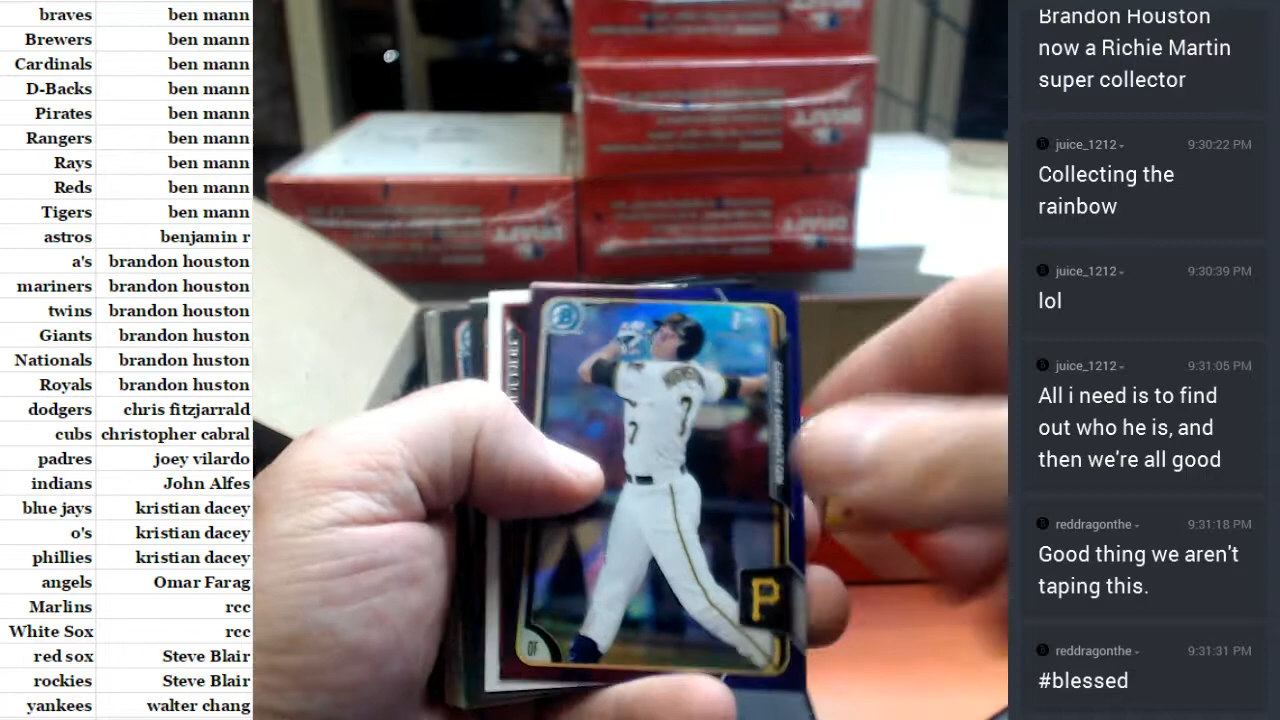 braves ben mann
Brewers ben mann
Cardinals ben mann
D-Backs ben mann
Pirates ben mann
Rangers ben mann
Rays ben mann
Reds ben mann
Tigers ben mann
astros benjamin r
a's brandon houston
mariners brandon houston
twins brandon houston
Giants brandon huston
Nationals brandon huston
Royals brandon huston
dodgers chris fitzjarrald
cubs christopher cabral
padres joey vilardo
indians John Alfes
blue jays kristian dacey
o's kristian dacey
phillies kristian dacey
angels Omar Farag
Marlins rcc
White Sox rcc
red sox Steve Blair
rockies Steve Blair
yankees walter chang
DRAFT
DRAFT
DRAFT
7
7
P
OF
Brandon Houston
now a Richie Martin
super collector
juice_1212 9:30:22 PM
Collecting the
rainbow
juice_1212 9:30:39 PM
lol
juice_1212 9:31:05 PM
All i need is to find
out who he is, and
then we're all good
reddragonthe 9:31:18 PM
Good thing we aren't
taping this.
reddragonthe 9:31:31 PM
#blessed